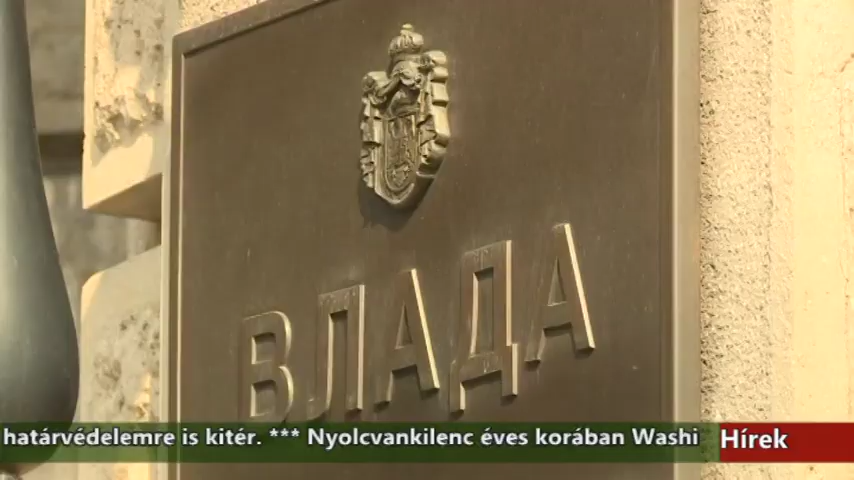 ВЛАДА
határvédelemre is kitér. *** Nyolcvankilenc éves korában Washi
Hírek